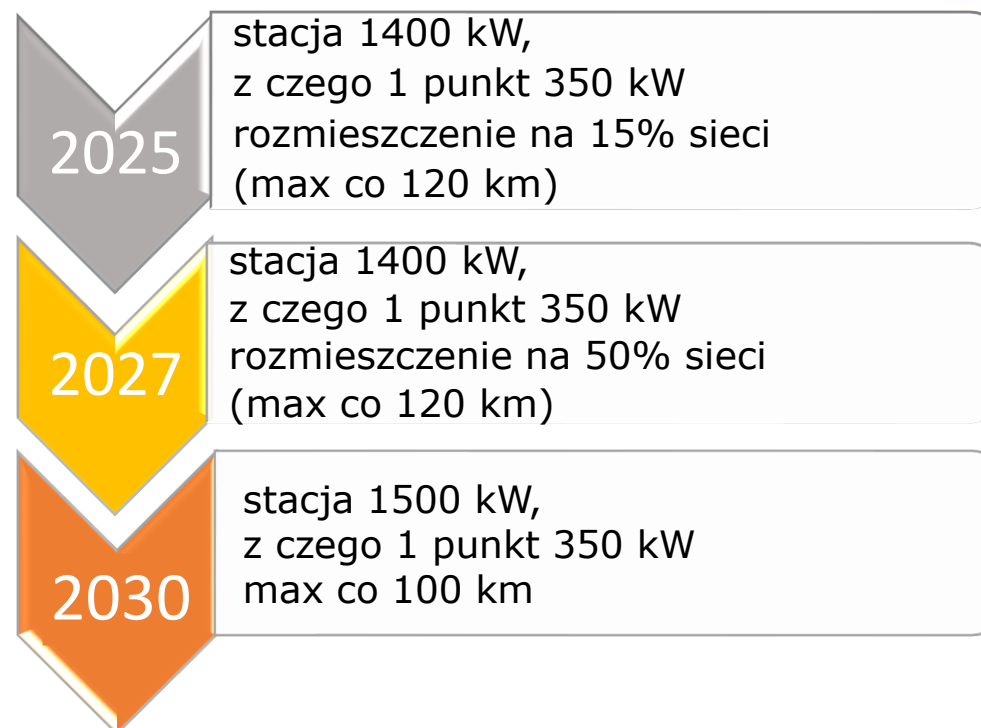 2025
stacja 1400 kW,
z czego 1 punkt 350 kW
rozmieszczenie na 15% sieci
(max co 120 km)
2027
stacja 1400 kW,
z czego 1 punkt 350 kW
rozmieszczenie na 50% sieci
(max co 120 km)
2030
stacja 1500 kW,
z czego 1 punkt 350 kW
max co 100 km